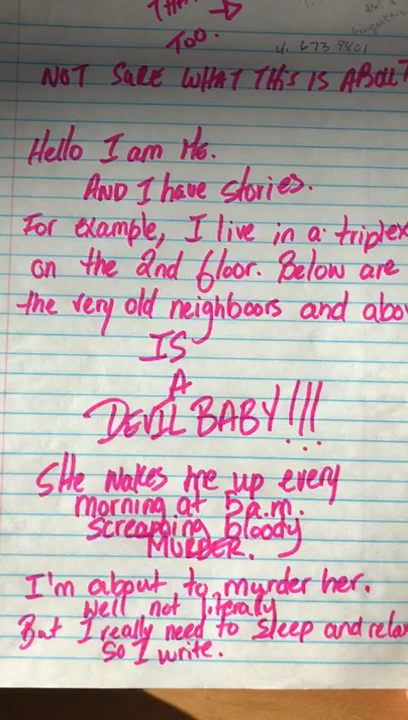 THAT
TOO.
4. 673 9801
NOT SURE WHAT THIS IS ABOUT
Hello I am Me.
AND I have stories.
For example, I live in a triplex
on the 2nd floor. Below are
the very old neighboors and abov
IS
A
DEVIL BABY!!!
SHe wakes me up every
morning at 5a.m.
screaming bloody
MURDER.
I'm about to murder her.
Well not literally
But I really need to sleep and relax
So I write.